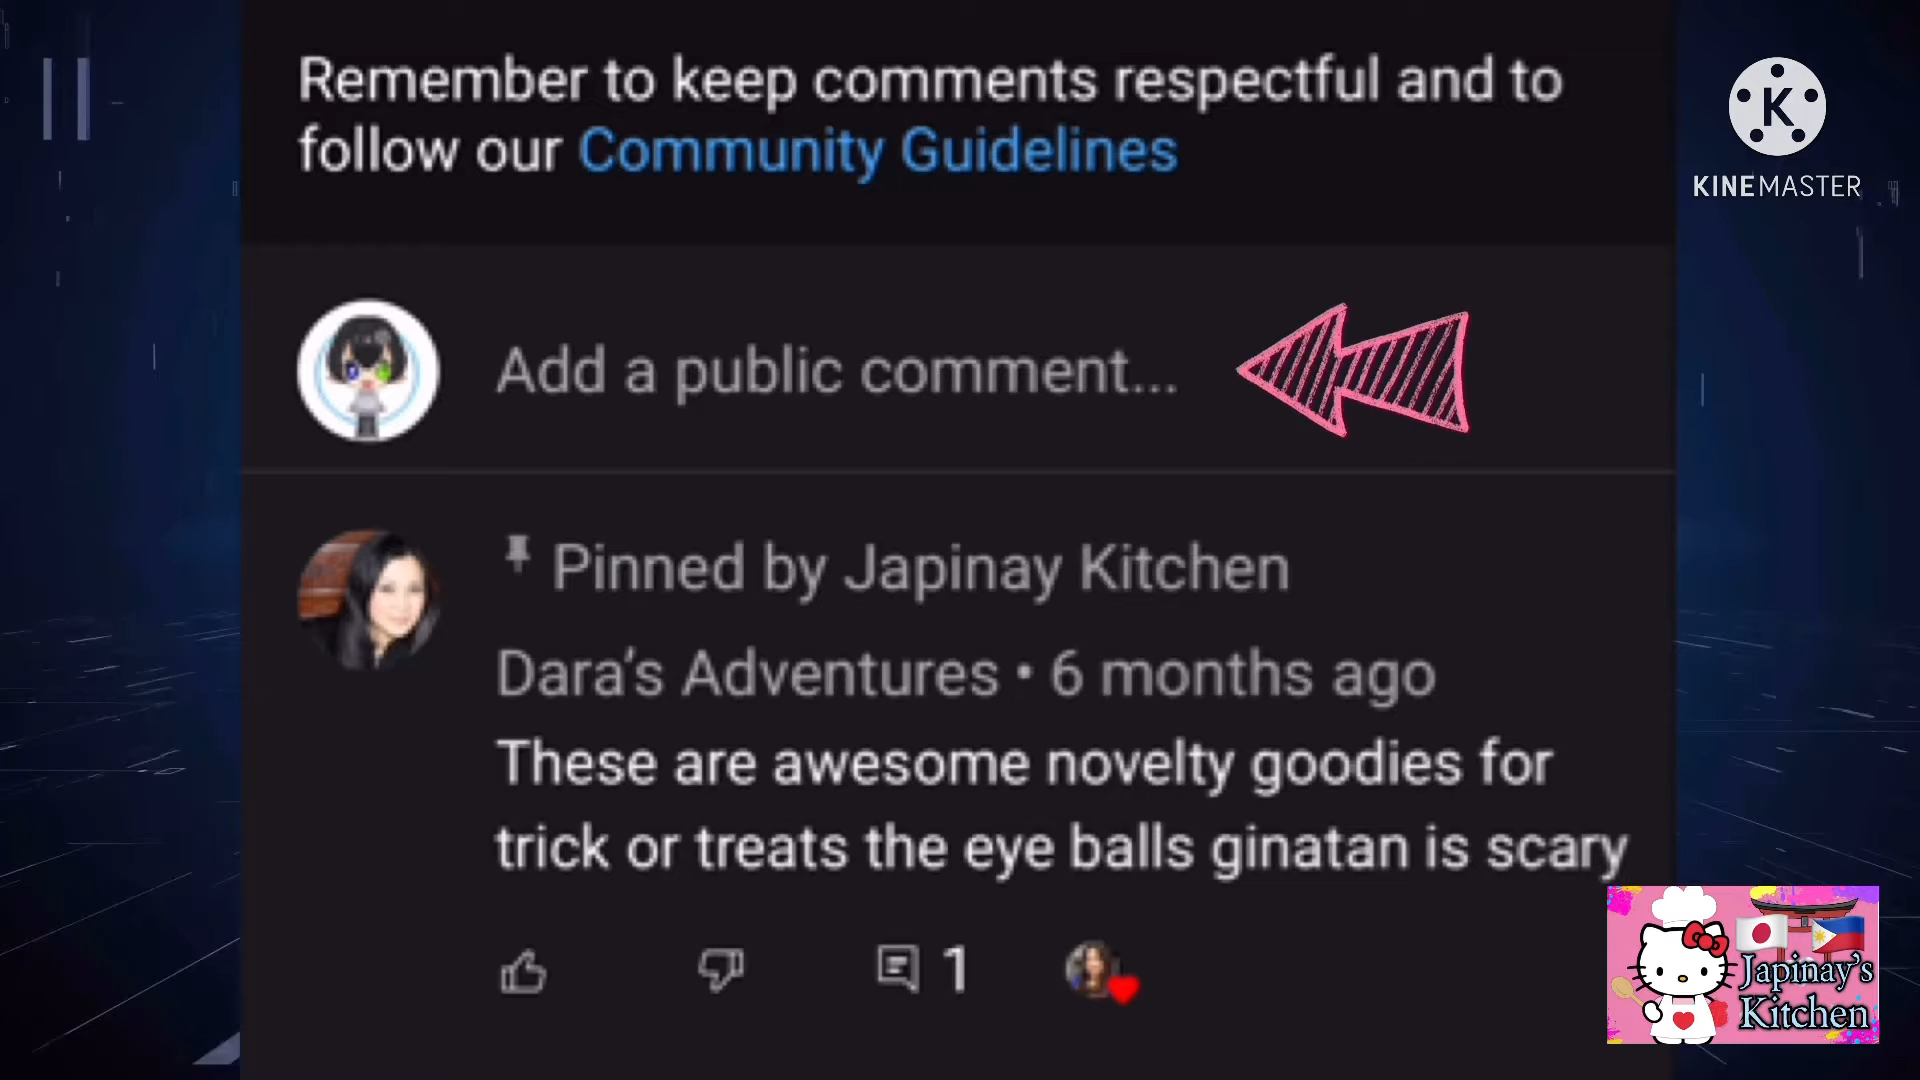 Remember to keep comments respectful and to
follow our Community Guidelines
K
KINEMASTER
Add a public comment...
Pinned by Japinay Kitchen
Dara's Adventures • 6 months ago
These are awesome novelty goodies for
trick or treats the eye balls ginatan is scary
1
Japinay's
Kitchen